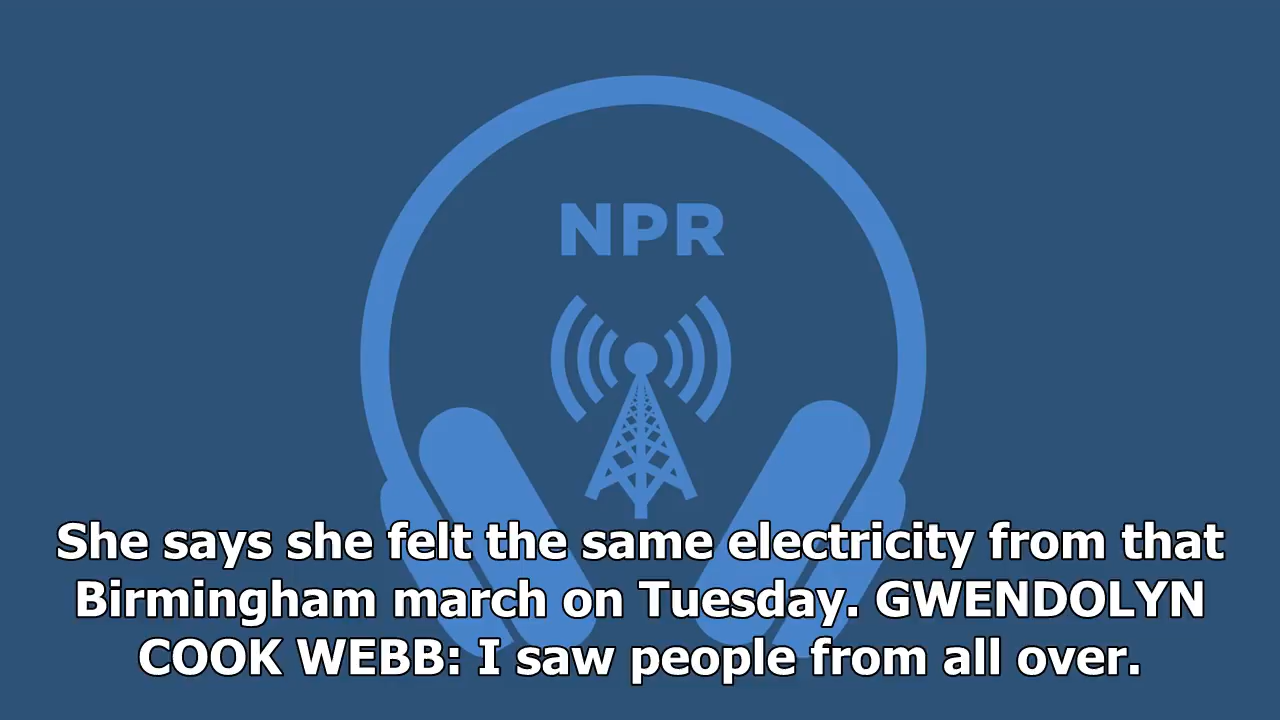 NPR
She says she felt the same electricity from that
Birmingham march on Tuesday. GWENDOLYN
COOK WEBB: I saw people from all over.